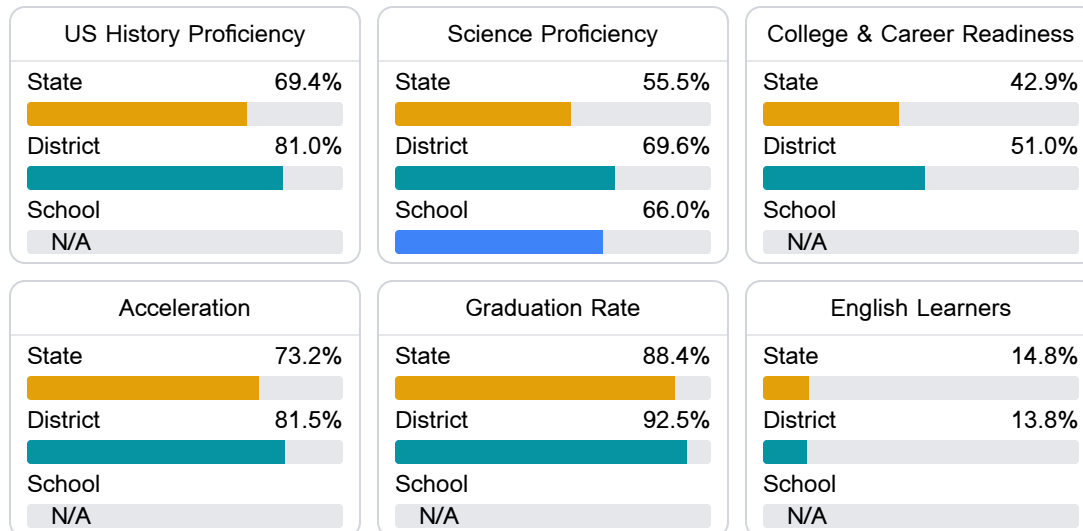 US History Proficiency
State 69.4%
District 81.0%
School
N/A
Science Proficiency
State 55.5%
District 69.6%
School 66.0%
College & Career Readiness
State 42.9%
District 51.0%
School
N/A
Acceleration
State 73.2%
District 81.5%
School
N/A
Graduation Rate
State 88.4%
District 92.5%
School
N/A
English Learners
State 14.8%
District 13.8%
School
N/A